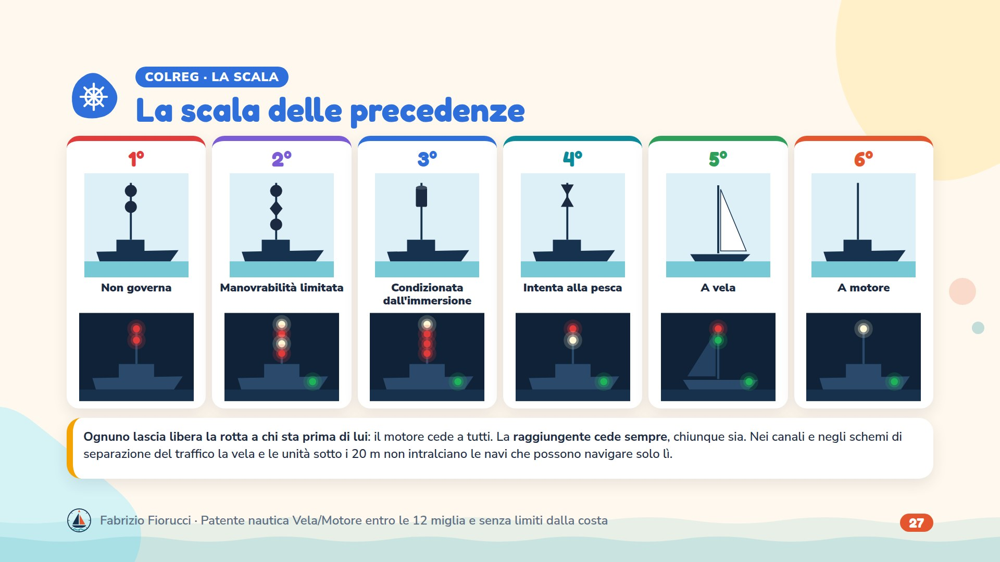 COLREG · LA SCALA
La scala delle precedenze
1°
2°
3°
4°
5°
6°
Non governa
Manovrabilità limitata
Condizionata
dall'immersione
Intenta alla pesca
A vela
A motore
Ognuno lascia libera la rotta a chi sta prima di lui: il motore cede a tutti. La raggiungente cede sempre, chiunque sia. Nei canali e negli schemi di
separazione del traffico la vela e le unità sotto i 20 m non intralciano le navi che possono navigare solo lì.
Fabrizio Fiorucci · Patente nautica Vela/Motore entro le 12 miglia e senza limiti dalla costa
27